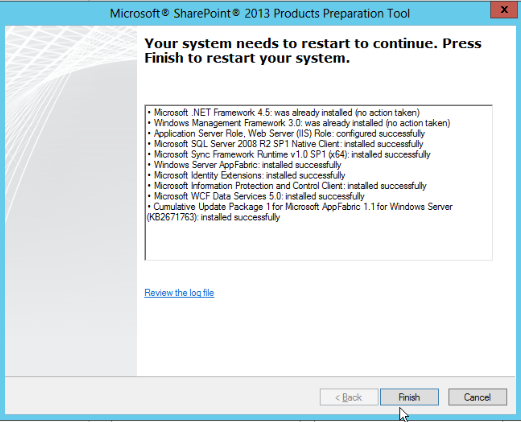 Microsoft® SharePoint® 2013 Products Preparation Tool
x
Your system needs to restart to continue. Press
Finish to restart your system.
• Microsoft .NET Framework 4.5: was already installed (no action taken)
• Windows Management Framework 3.0: was already installed (no action taken)
• Application Server Role, Web Server (IIS) Role: configured successfully
• Microsoft SQL Server 2008 R2 SP1 Native Client: installed successfully
• Microsoft Sync Framework Runtime v1.0 SP1 (x64): installed successfully
• Windows Server AppFabric: installed successfully
• Microsoft Identity Extensions: installed successfully
• Microsoft Information Protection and Control Client: installed successfully
• Microsoft WCF Data Services 5.0: installed successfully
• Cumulative Update Package 1 for Microsoft AppFabric 1.1 for Windows Server
(KB2671763): installed successfully
Review the log file
< Back Finish Cancel